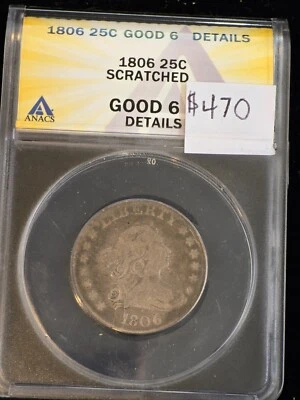 1806 25C GOOD 6 DETAILS
1806 25C
SCRATCHED
GOOD 6
DETAILS
ANACS
$470
LIBERTY
1806